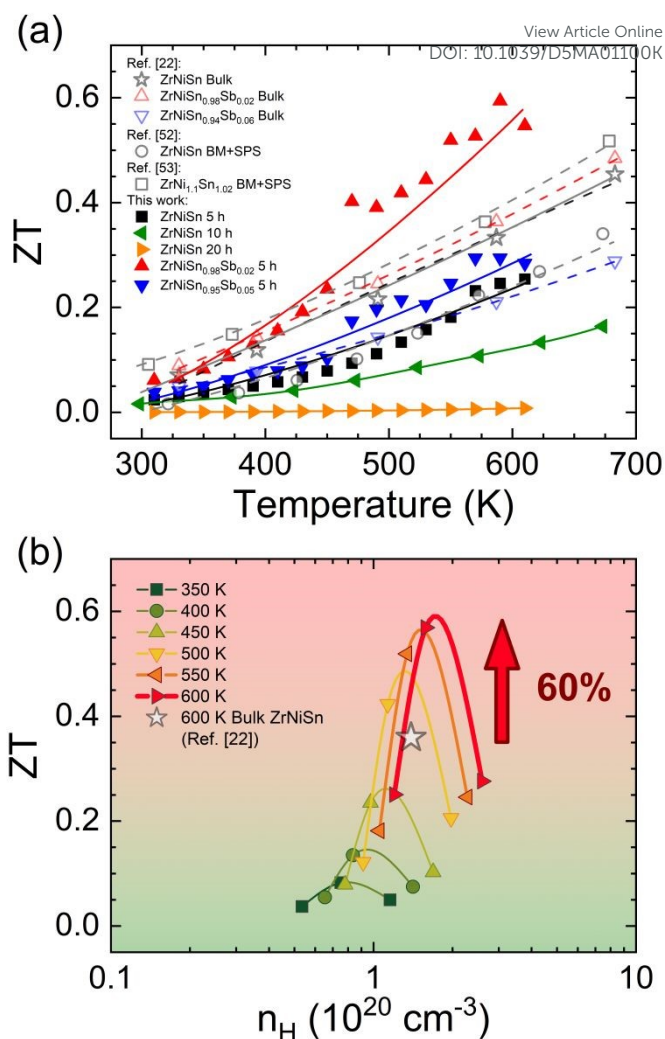 (a)
View Article Online
DOI: 10.1039/D5MA01100K
Ref. [22]:
ZrNiSn Bulk
ZrNiSn0.98Sb0.02 Bulk
ZrNiSn0.94Sb0.06 Bulk
Ref. [52]:
ZrNiSn BM+SPS
Ref. [53]:
ZrNi1.1Sn1.02 BM+SPS
This work:
ZrNiSn 5 h
ZrNiSn 10 h
ZrNiSn 20 h
ZrNiSn0.98Sb0.02 5 h
ZrNiSn0.95Sb0.05 5 h
ZT
0.6
0.4
0.2
0.0
300 400 500 600 700
Temperature (K)
(b)
350 K
400 K
450 K
500 K
550 K
600 K
600 K Bulk ZrNiSn
(Ref. [22])
60%
ZT
0.6
0.4
0.2
0.0
0.1 1 10
nH (10^20 cm^-3)